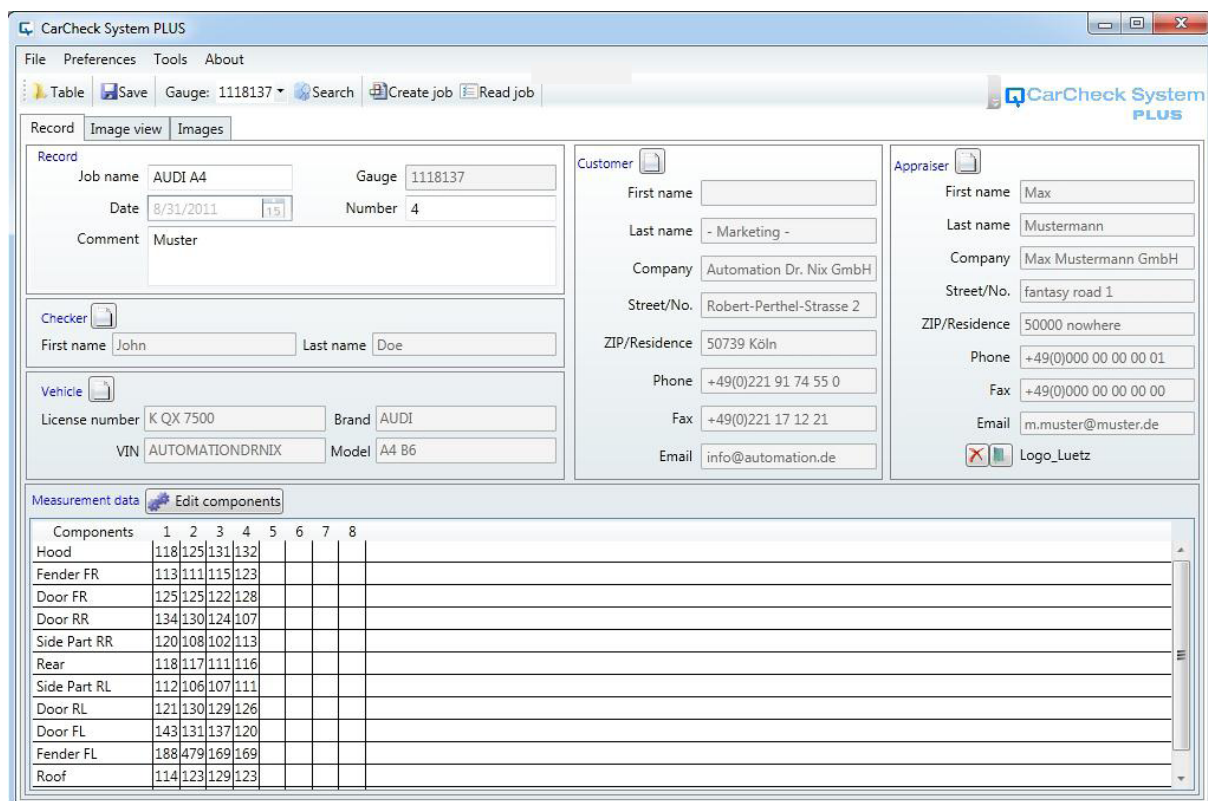 CarCheck System PLUS
File Preferences Tools About
Table Save Gauge: 1118137 Search Create job Read job
CarCheck System
PLUS
Record Image view Images
Record
Job name AUDI A4 Gauge 1118137
Date 8/31/2011 15 Number 4
Comment Muster
Checker
First name John Last name Doe
Vehicle
License number K QX 7500 Brand AUDI
VIN AUTOMATIONDRNIX Model A4 B6
Customer
First name
Last name - Marketing -
Company Automation Dr. Nix GmbH
Street/No. Robert-Perthel-Strasse 2
ZIP/Residence 50739 Köln
Phone +49(0)221 91 74 55 0
Fax +49(0)221 17 12 21
Email info@automation.de
Appraiser
First name Max
Last name Mustermann
Company Max Mustermann GmbH
Street/No. fantasy road 1
ZIP/Residence 50000 nowhere
Phone +49(0)000 00 00 00 01
Fax +49(0)000 00 00 00 00
Email m.muster@muster.de
Logo_Luetz
Measurement data Edit components
Components 1 2 3 4 5 6 7 8
Hood 118 125 131 132
Fender FR 113 111 115 123
Door FR 125 125 122 128
Door RR 134 130 124 107
Side Part RR 120 108 102 113
Rear 118 117 111 116
Side Part RL 112 106 107 111
Door RL 121 130 129 126
Door FL 143 131 137 120
Fender FL 188 479 169 169
Roof 114 123 129 123